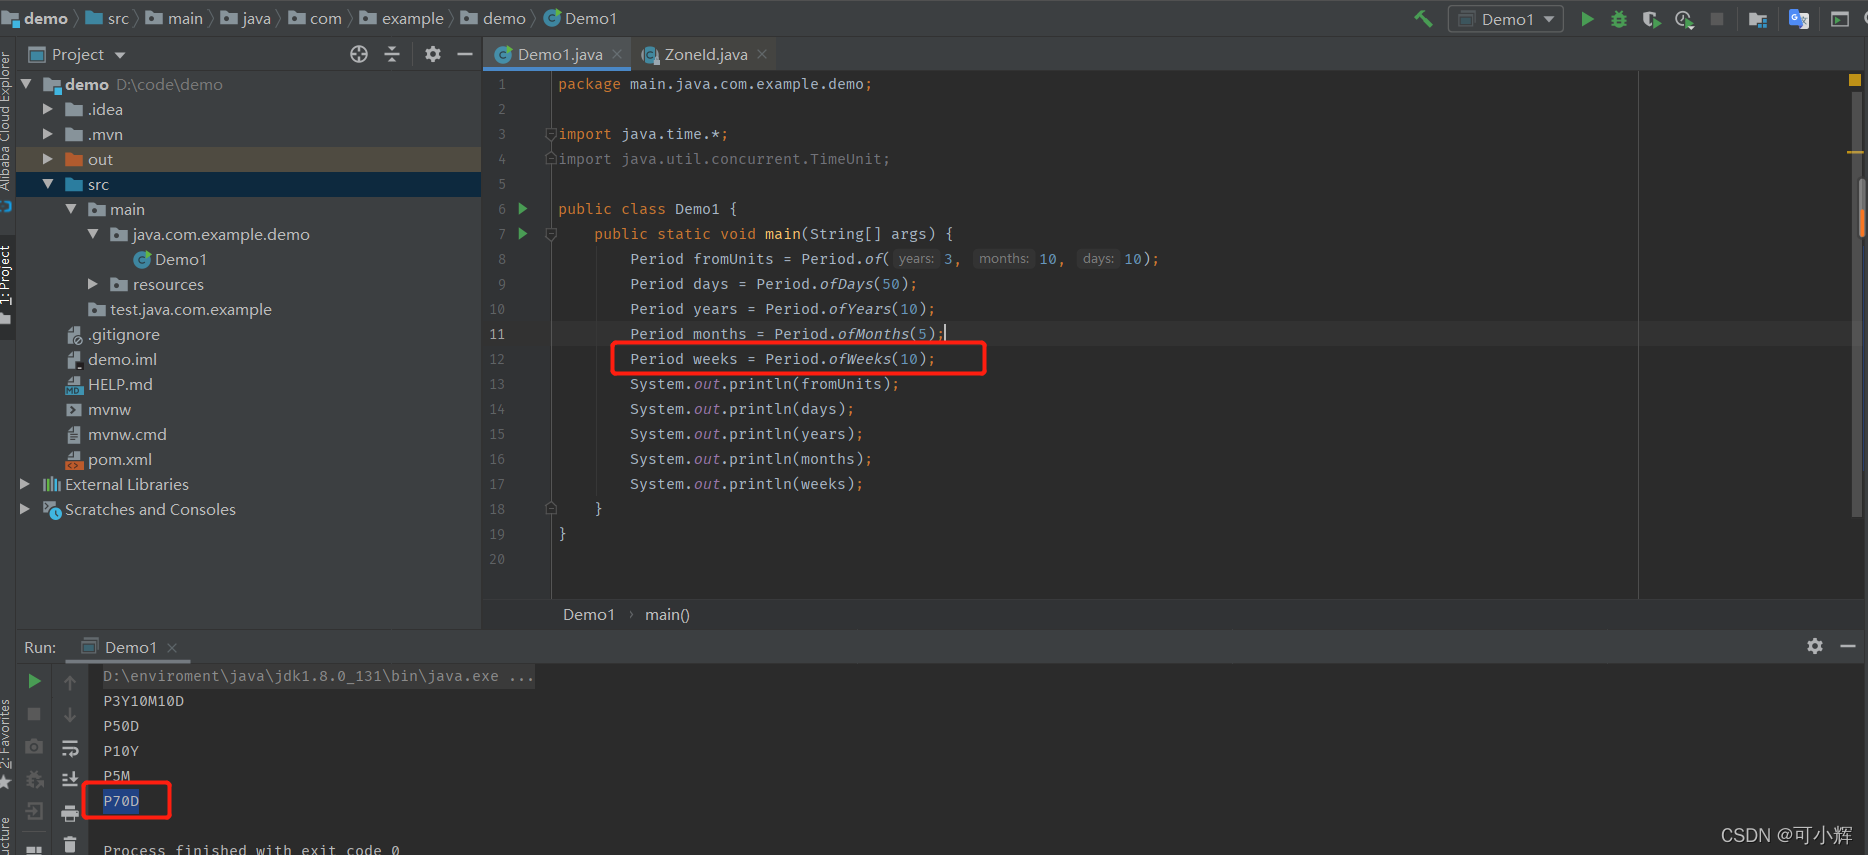 demo src main java com example demo Demo1
Demo1
Project
Demo1.java ZoneId.java
Alibaba Cloud Explorer
1: Project
2: Favorites
ucture
demo D:\code\demo
.idea
.mvn
out
src
main
java.com.example.demo
Demo1
resources
test.java.com.example
.gitignore
demo.iml
HELP.md
mvnw
mvnw.cmd
pom.xml
External Libraries
Scratches and Consoles
1 package main.java.com.example.demo;
2
3 import java.time.*;
4 import java.util.concurrent.TimeUnit;
5
6 public class Demo1 {
7 public static void main(String[] args) {
8 Period fromUnits = Period.of( years: 3, months: 10, days: 10);
9 Period days = Period.ofDays(50);
10 Period years = Period.ofYears(10);
11 Period months = Period.ofMonths(5);
12 Period weeks = Period.ofWeeks(10);
13 System.out.println(fromUnits);
14 System.out.println(days);
15 System.out.println(years);
16 System.out.println(months);
17 System.out.println(weeks);
18 }
19 }
20
Demo1 › main()
Run: Demo1
D:\enviroment\java\jdk1.8.0_131\bin\java.exe ...
P3Y10M10D
P50D
P10Y
P5M
P70D
Process finished with exit code 0
CSDN @可小辉